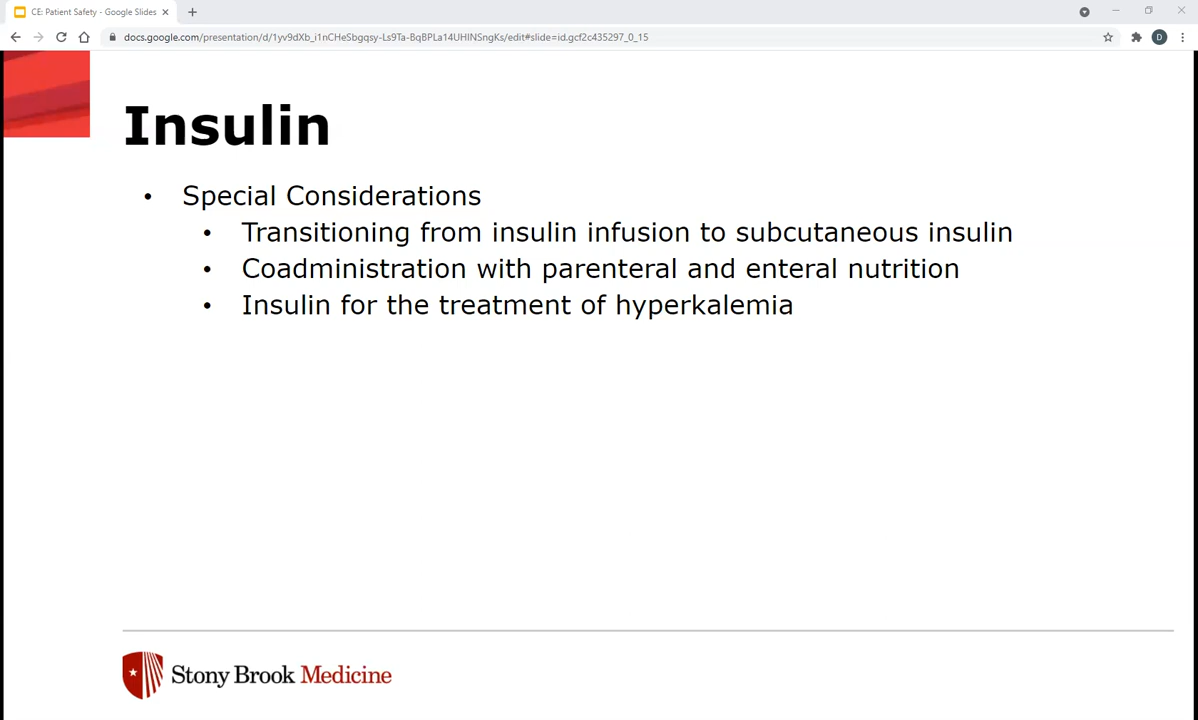 CE: Patient Safety - Google Slides
docs.google.com/presentation/d/1yv9dXb_i1nCHeSbgqsy-Ls9Ta-BqBPLa14UHINSngKs/edit#slide=id.gcf2c435297_0_15
D
Insulin
• Special Considerations
• Transitioning from insulin infusion to subcutaneous insulin
• Coadministration with parenteral and enteral nutrition
• Insulin for the treatment of hyperkalemia
Stony Brook Medicine